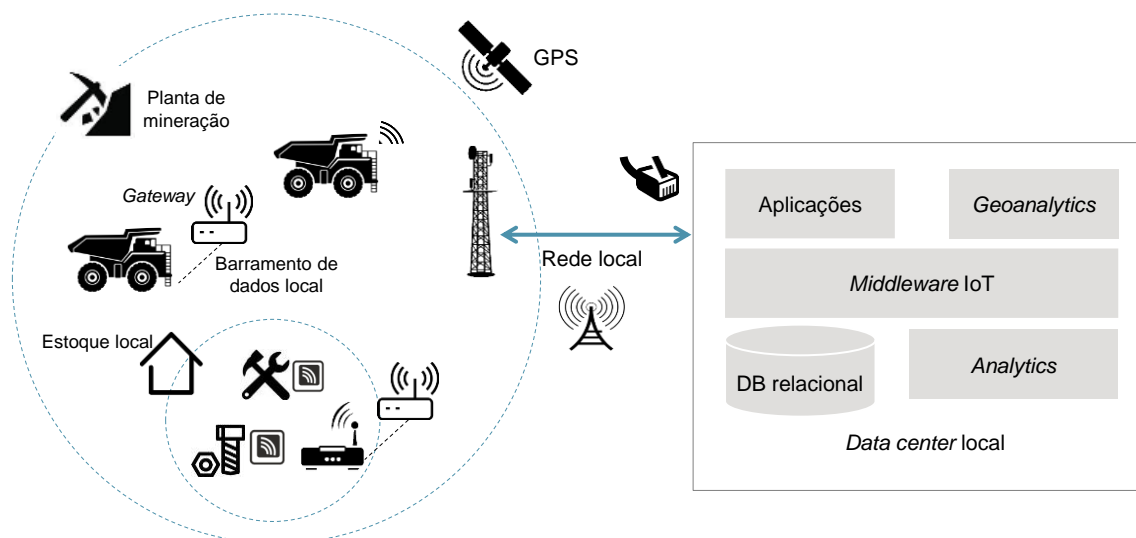 GPS
Planta de
mineração
Gateway
Barramento de
dados local
Estoque local
Rede local
Aplicações
Geoanalytics
Middleware IoT
DB relacional
Analytics
Data center local